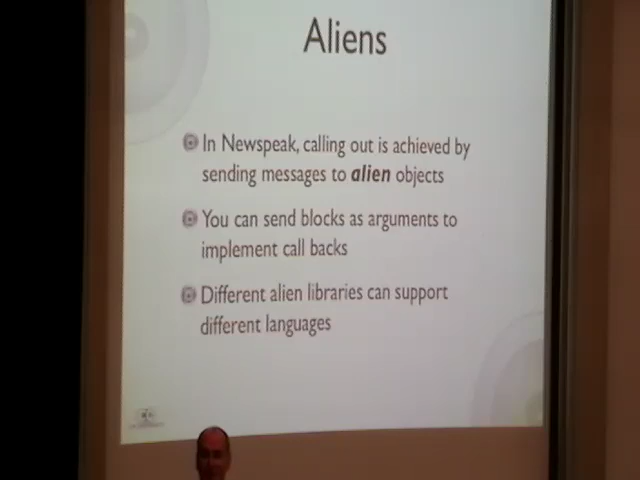 Aliens
In Newspeak, calling out is achieved by
sending messages to alien objects
You can send blocks as arguments to
implement call backs
Different alien libraries can support
different languages